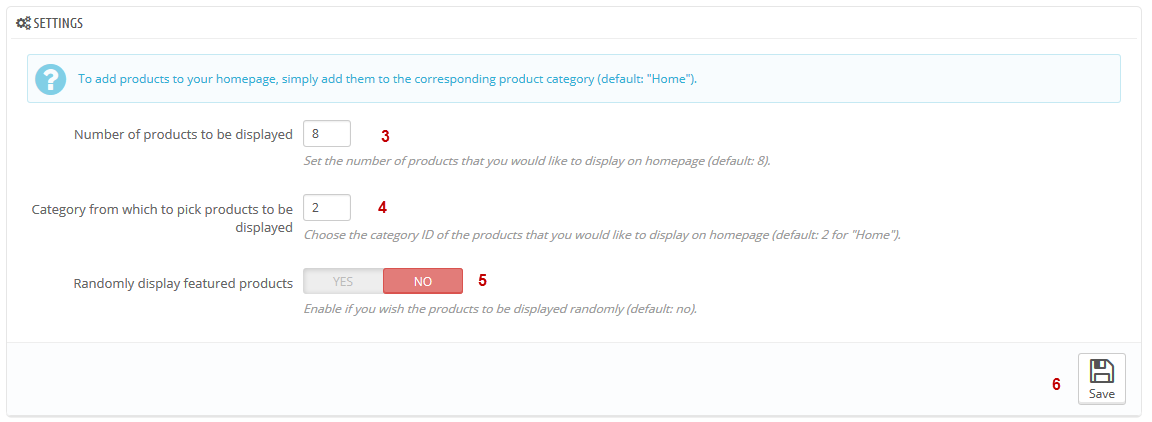 SETTINGS
To add products to your homepage, simply add them to the corresponding product category (default: "Home").
Number of products to be displayed 8 3
Set the number of products that you would like to display on homepage (default: 8).
Category from which to pick products to be
displayed
2 4
Choose the category ID of the products that you would like to display on homepage (default: 2 for "Home").
Randomly display featured products YES NO 5
Enable if you wish the products to be displayed randomly (default: no).
6
Save